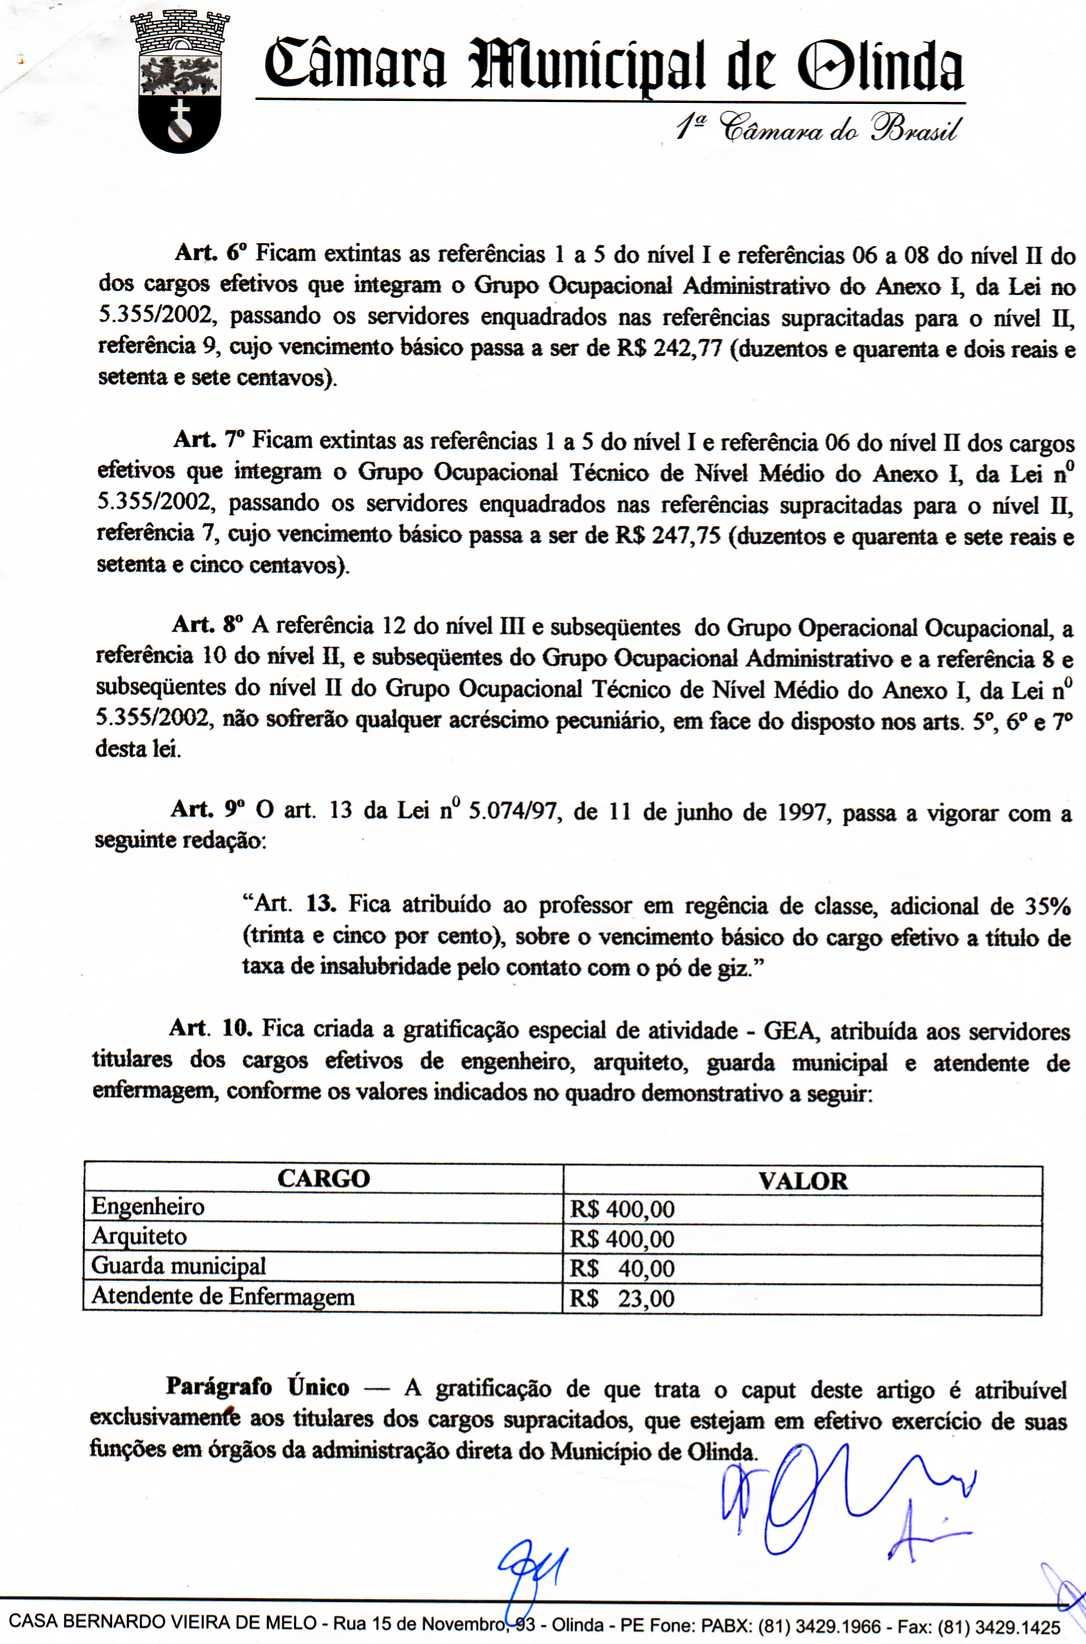 Câmara Municipal de Olinda
1ª Câmara do Brasil
Art. 6º Ficam extintas as referências 1 a 5 do nível I e referências 06 a 08 do nível II do
dos cargos efetivos que integram o Grupo Ocupacional Administrativo do Anexo I, da Lei no
5.355/2002, passando os servidores enquadrados nas referências supracitadas para o nível II,
referência 9, cujo vencimento básico passa a ser de R$ 242,77 (duzentos e quarenta e dois reais e
setenta e sete centavos).
Art. 7º Ficam extintas as referências 1 a 5 do nível I e referência 06 do nível II dos cargos
efetivos que integram o Grupo Ocupacional Técnico de Nível Médio do Anexo I, da Lei nº
5.355/2002, passando os servidores enquadrados nas referências supracitadas para o nível II,
referência 7, cujo vencimento básico passa a ser de R$ 247,75 (duzentos e quarenta e sete reais e
setenta e cinco centavos).
Art. 8º A referência 12 do nível III e subseqüentes do Grupo Operacional Ocupacional, a
referência 10 do nível II, e subseqüentes do Grupo Ocupacional Administrativo e a referência 8 e
subseqüentes do nível II do Grupo Ocupacional Técnico de Nível Médio do Anexo I, da Lei nº
5.355/2002, não sofrerão qualquer acréscimo pecuniário, em face do disposto nos arts. 5º, 6º e 7º
desta lei.
Art. 9º O art. 13 da Lei nº 5.074/97, de 11 de junho de 1997, passa a vigorar com a
seguinte redação:
“Art. 13. Fica atribuído ao professor em regência de classe, adicional de 35%
(trinta e cinco por cento), sobre o vencimento básico do cargo efetivo a título de
taxa de insalubridade pelo contato com o pó de giz.”
Art. 10. Fica criada a gratificação especial de atividade - GEA, atribuída aos servidores
titulares dos cargos efetivos de engenheiro, arquiteto, guarda municipal e atendente de
enfermagem, conforme os valores indicados no quadro demonstrativo a seguir:
CARGO VALOR
Engenheiro R$ 400,00
Arquiteto R$ 400,00
Guarda municipal R$ 40,00
Atendente de Enfermagem R$ 23,00
Parágrafo Único — A gratificação de que trata o caput deste artigo é atribuível
exclusivamente aos titulares dos cargos supracitados, que estejam em efetivo exercício de suas
funções em órgãos da administração direta do Município de Olinda.
CASA BERNARDO VIEIRA DE MELO - Rua 15 de Novembro, 93 - Olinda - PE Fone: PABX: (81) 3429.1966 - Fax: (81) 3429.1425